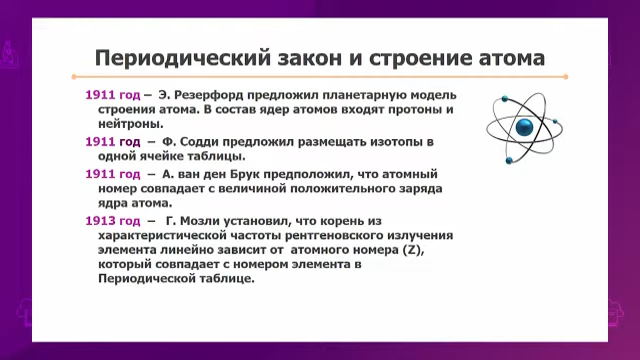 Периодический закон и строение атома
1911 год – Э. Резерфорд предложил планетарную модель
строения атома. В состав ядер атомов входят протоны и
нейтроны.
1911 год – Ф. Содди предложил размещать изотопы в
одной ячейке таблицы.
1911 год – А. ван ден Брук предположил, что атомный
номер совпадает с величиной положительного заряда
ядра атома.
1913 год – Г. Мозли установил, что корень из
характеристической частоты рентгеновского излучения
элемента линейно зависит от атомного номера (Z),
который совпадает с номером элемента в
Периодической таблице.